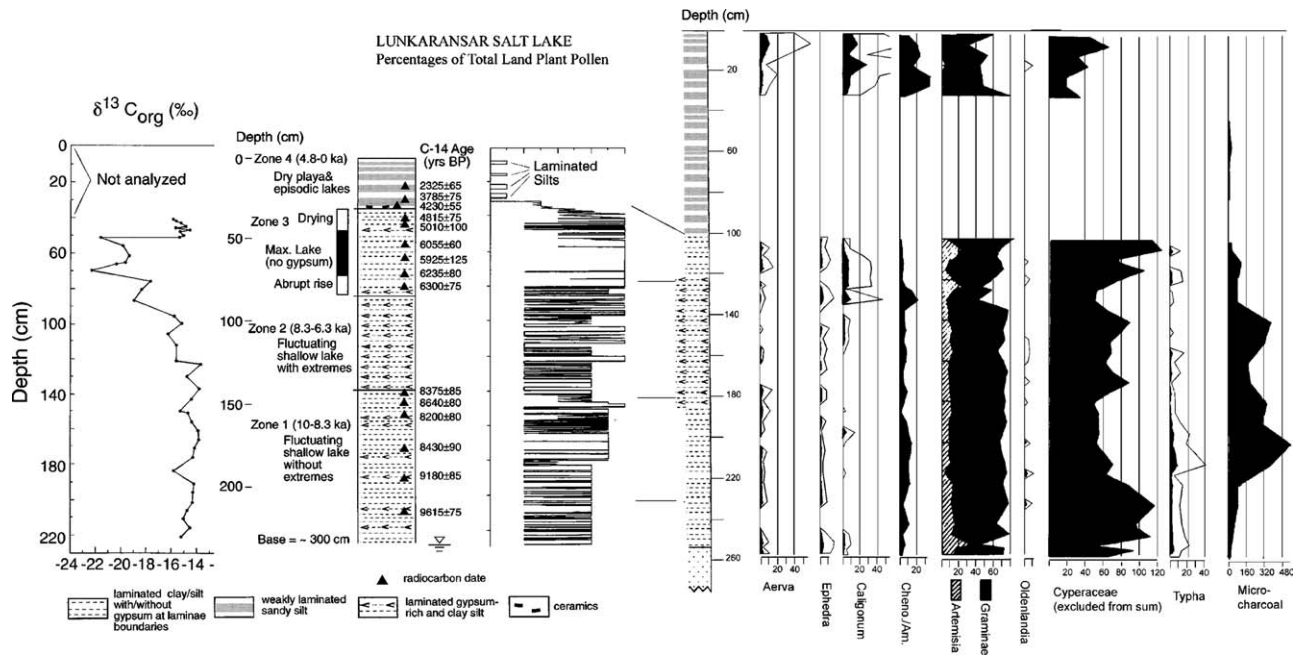 LUNKARANSAR SALT LAKE
Percentages of Total Land Plant Pollen
δ13 Corg (‰)
Depth (cm)
0
20
40
60
80
100
120
140
160
180
200
220
-24 -22 -20 -18 -16 -14
Not analyzed
Depth (cm)
0
50
100
150
200
Base = ~ 300 cm
Zone 4 (4.8-0 ka)
Dry playa&
episodic lakes
Zone 3 Drying
Max. Lake
(no gypsum)
Abrupt rise
Zone 2 (8.3-6.3 ka)
Fluctuating
shallow lake
with extremes
Zone 1 (10-8.3 ka)
Fluctuating
shallow lake
without
extremes
C-14 Age
(yrs BP)
2325±65
3785±75
4230±55
4815±75
5010±100
6055±60
5925±125
6235±80
6300±75
8375±85
8640±80
8200±80
8430±90
9180±85
9615±75
Laminated
Silts
radiocarbon date
laminated clay/silt
with/without
gypsum at laminae
boundaries
weakly laminated
sandy silt
laminated gypsum-
rich and clay silt
ceramics
Depth (cm)
20
60
100
140
180
220
260
20 40
Aerva
Ephedra
20 40
Caligonum
20
Cheno./Am.
20 40 60
Artemisia
Graminae
Oldenlandia
0 20 40 60 80 100 120
Cyperaceae
(excluded from sum)
20 40
Typha
0 160 320 480
Micro-
charcoal